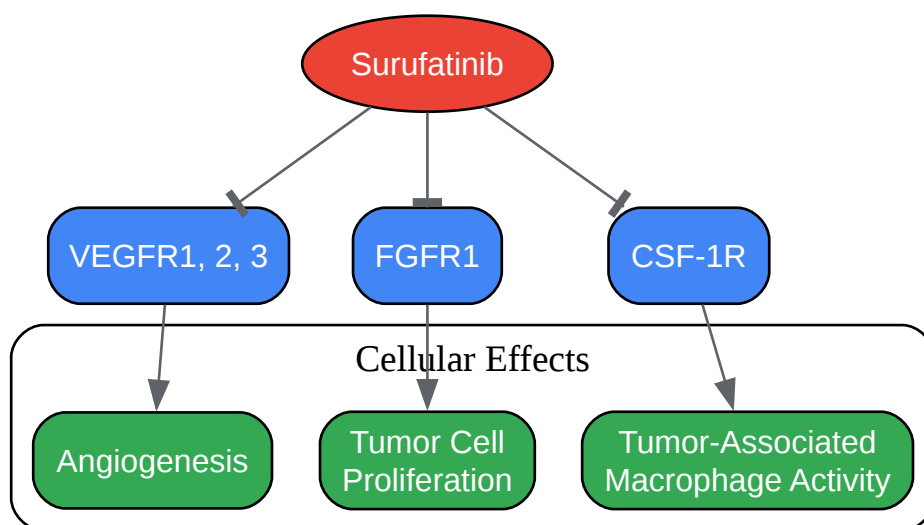 Surufatinib
VEGFR1, 2, 3
FGFR1
CSF-1R
Cellular Effects
Angiogenesis
Tumor Cell
Proliferation
Tumor-Associated
Macrophage Activity